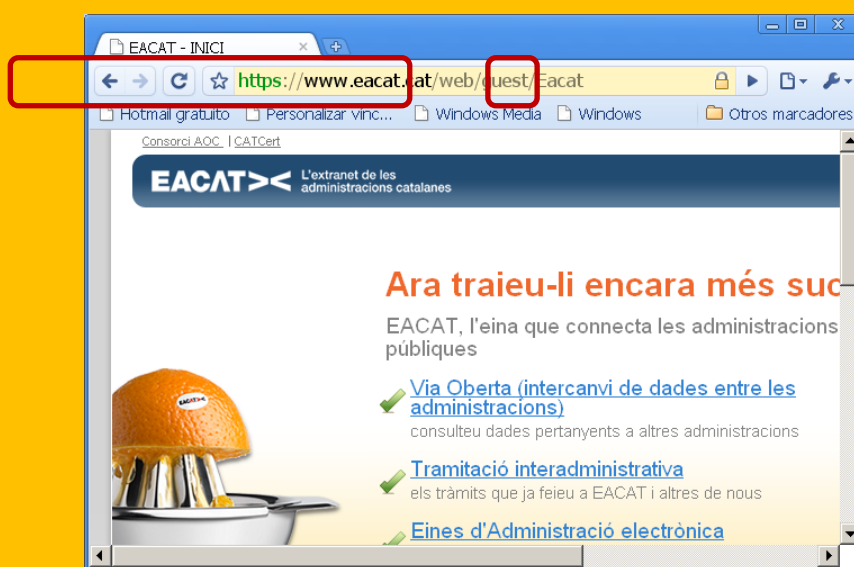 EACAT - INICI
https://www.eacat.cat/web/guest/Eacat
Hotmail gratuito Personalizar vínc... Windows Media Windows Otros marcadores
Consorci AOC | CATCert
EACAT>< L'extranet de les
administracions catalanes
Ara traieu-li encara més suc
EACAT, l'eina que connecta les administracions
públiques
Via Oberta (intercanvi de dades entre les
administracions)
consulteu dades pertanyents a altres administracions
Tramitació interadministrativa
els tràmits que ja feieu a EACAT i altres de nous
Eines d'Administració electrònica
EACAT><